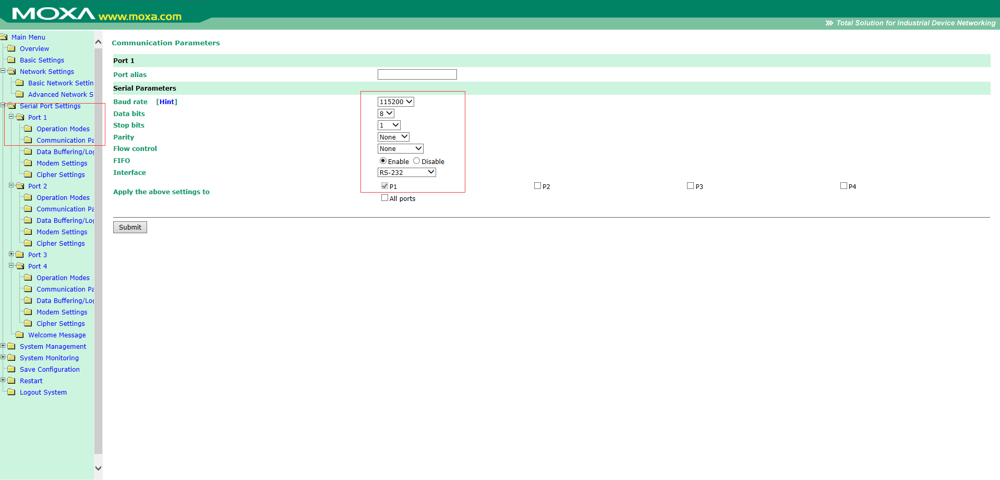 MOXA www.moxa.com
Total Solution for Industrial Device Networking
Main Menu
Overview
Basic Settings
Network Settings
Basic Network Settin
Advanced Network S
Serial Port Settings
Port 1
Operation Modes
Communication Pa
Data Buffering/Log
Modem Settings
Cipher Settings
Port 2
Operation Modes
Communication Pa
Data Buffering/Log
Modem Settings
Cipher Settings
Port 3
Port 4
Operation Modes
Communication Pa
Data Buffering/Log
Modem Settings
Cipher Settings
Welcome Message
System Management
System Monitoring
Save Configuration
Restart
Logout System
Communication Parameters
Port 1
Port alias
Serial Parameters
Baud rate [Hint] 115200
Data bits 8
Stop bits 1
Parity None
Flow control None
FIFO Enable Disable
Interface RS-232
Apply the above settings to P1 P2 P3 P4
All ports
Submit